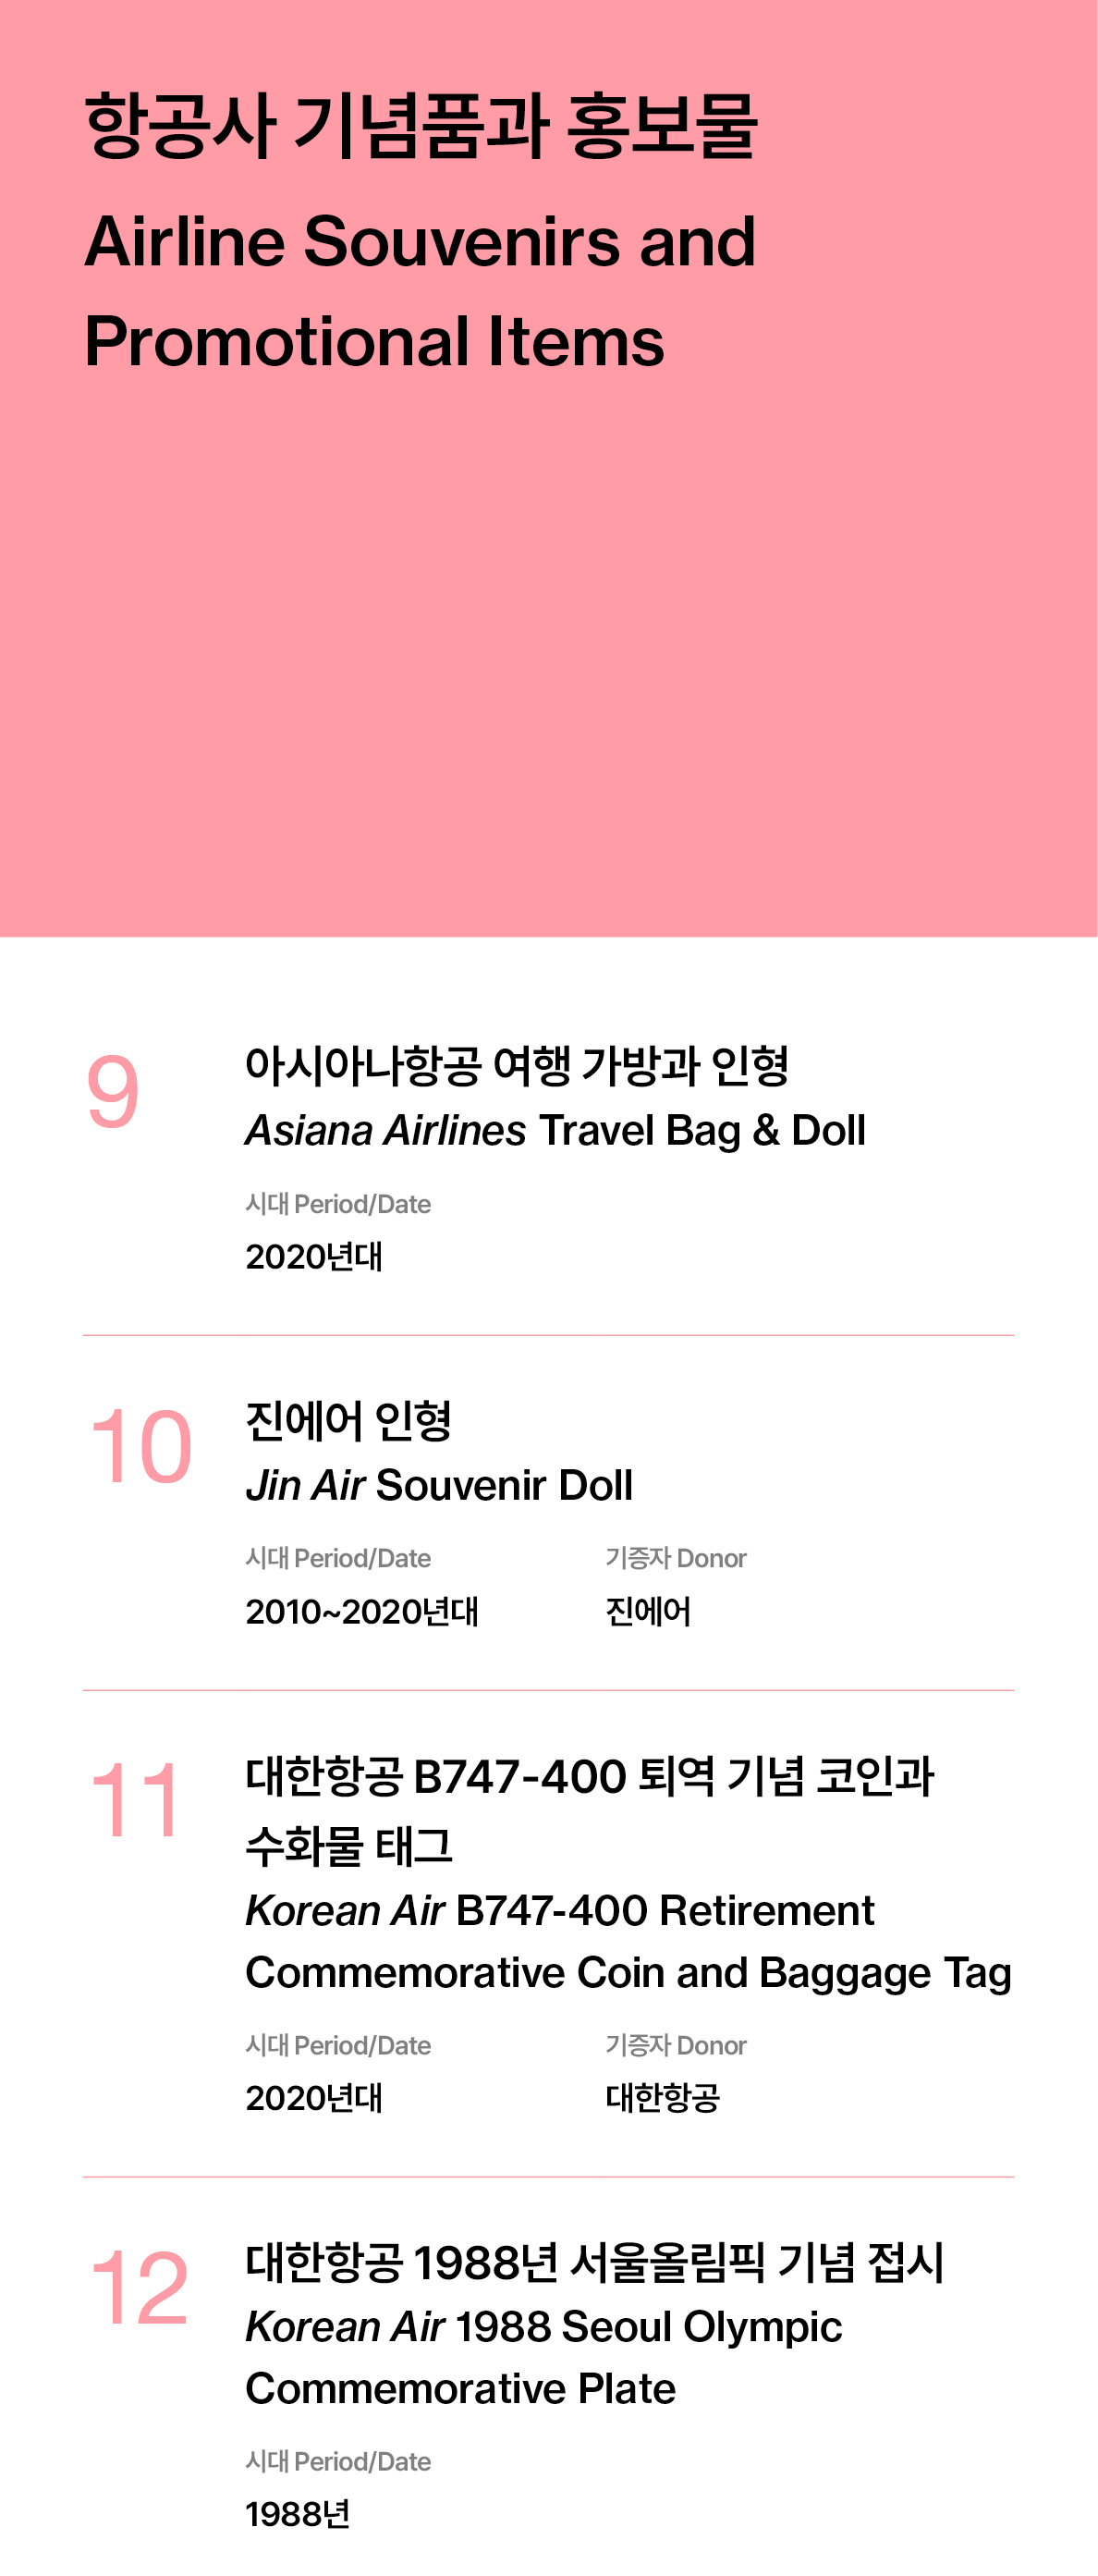 항공사 기념품과 홍보물
Airline Souvenirs and
Promotional Items
9
아시아나항공 여행 가방과 인형
Asiana Airlines Travel Bag & Doll
시대 Period/Date
2020년대
10
진에어 인형
Jin Air Souvenir Doll
시대 Period/Date 기증자 Donor
2010~2020년대 진에어
11
대한항공 B747-400 퇴역 기념 코인과
수화물 태그
Korean Air B747-400 Retirement
Commemorative Coin and Baggage Tag
시대 Period/Date 기증자 Donor
2020년대 대한항공
12
대한항공 1988년 서울올림픽 기념 접시
Korean Air 1988 Seoul Olympic
Commemorative Plate
시대 Period/Date
1988년